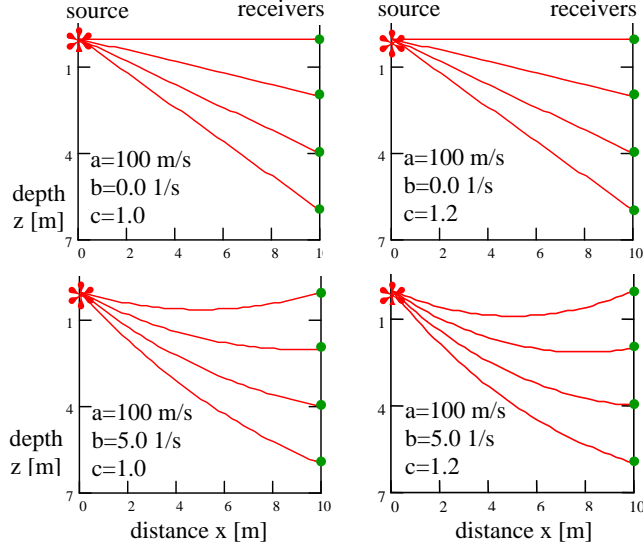 source receivers source receivers
1
4
7
0 2 4 6 8 10
a=100 m/s
b=0.0 1/s
c=1.0
depth
z [m]
1
4
7
0 2 4 6 8 10
a=100 m/s
b=0.0 1/s
c=1.2
1
4
7
0 2 4 6 8 10
a=100 m/s
b=5.0 1/s
c=1.0
depth
z [m]
distance x [m]
1
4
7
0 2 4 6 8 10
a=100 m/s
b=5.0 1/s
c=1.2
distance x [m]